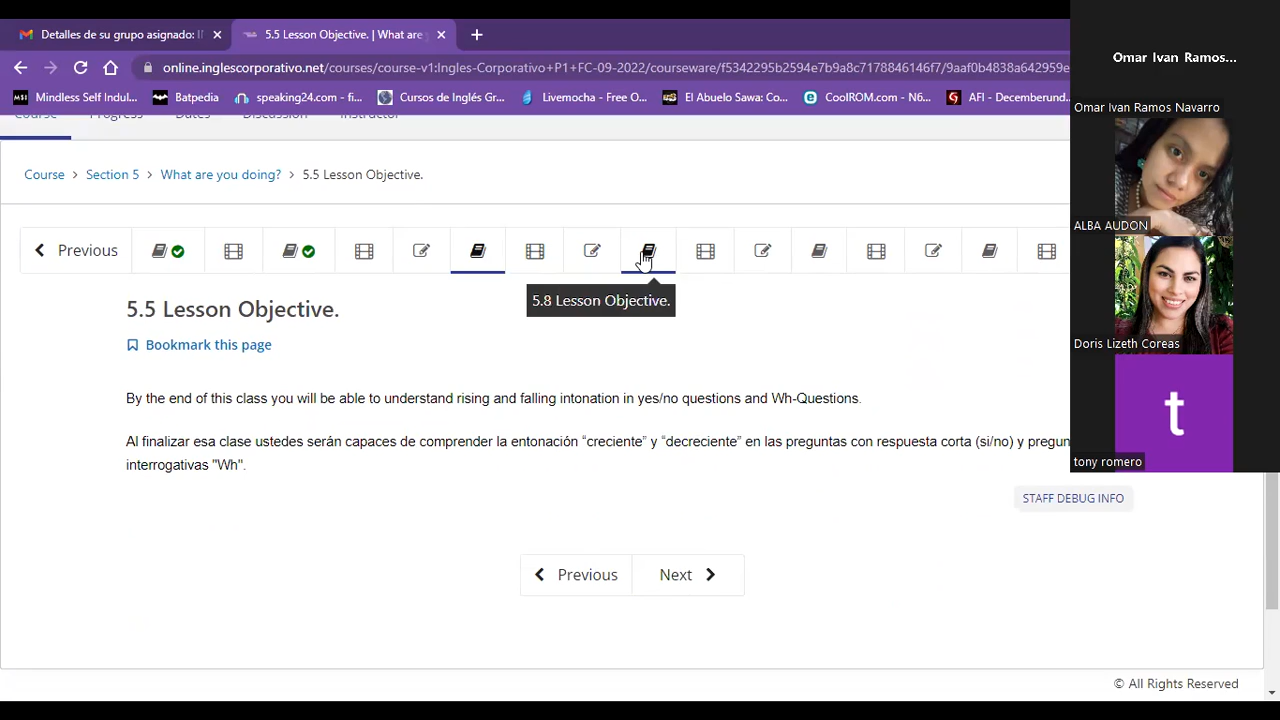 Detalles de su grupo asignado: I
5.5 Lesson Objective. | What are
online.inglescorporativo.net/courses/course-v1:Ingles-Corporativo+P1+FC-09-2022/courseware/f5342295b2594e7b9a8c7178846146f7/9aaf0b4838a642959e
Mindless Self Indul...
Batpedia
speaking24.com - fi...
Cursos de Inglés Gr...
Livemocha - Free O...
El Abuelo Sawa: Co...
CoolROM.com - N6...
AFI - Decemberund...
Course Progress Dates Discussion Instructor
Course > Section 5 > What are you doing? > 5.5 Lesson Objective.
Previous
5.8 Lesson Objective.
5.5 Lesson Objective.
Bookmark this page
By the end of this class you will be able to understand rising and falling intonation in yes/no questions and Wh-Questions.
Al finalizar esa clase ustedes serán capaces de comprender la entonación “creciente” y “decreciente” en las preguntas con respuesta corta (si/no) y pregun
interrogativas "Wh".
STAFF DEBUG INFO
Previous
Next
© All Rights Reserved
Omar Ivan Ramos...
Omar Ivan Ramos Navarro
ALBA AUDON
Doris Lizeth Coreas
t
tony romero